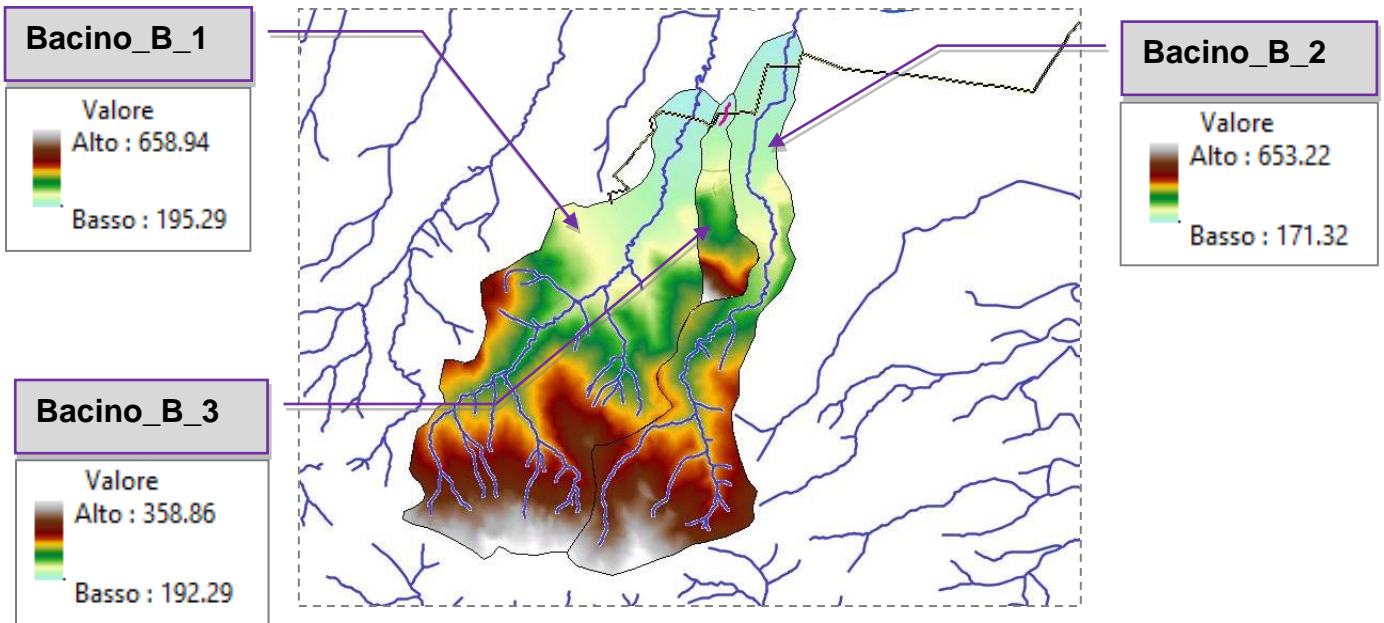 Bacino_B_1
Valore
Alto : 658.94
Basso : 195.29
Bacino_B_2
Valore
Alto : 653.22
Basso : 171.32
Bacino_B_3
Valore
Alto : 358.86
Basso : 192.29